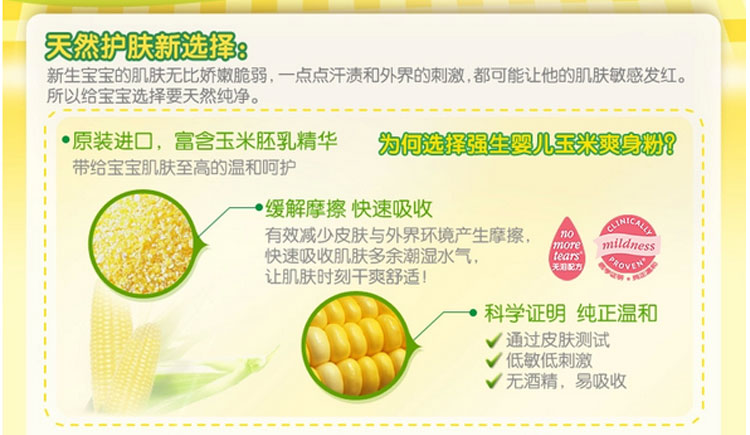 天然护肤新选择：
新生宝宝的肌肤无比娇嫩脆弱，一点点汗渍和外界的刺激，都可能让他的肌肤敏感发红。
所以给宝宝选择要天然纯净。
•原装进口，富含玉米胚乳精华
带给宝宝肌肤至高的温和呵护
为何选择强生婴儿玉米爽身粉？
缓解摩擦 快速吸收
有效减少皮肤与外界环境产生摩擦，
快速吸收肌肤多余潮湿水气，
让肌肤时刻干爽舒适！
no
more
tears®
无泪配方
CLINICALLY
mildness
PROVEN
科学证明 纯正温和
通过皮肤测试
低敏低刺激
无酒精，易吸收